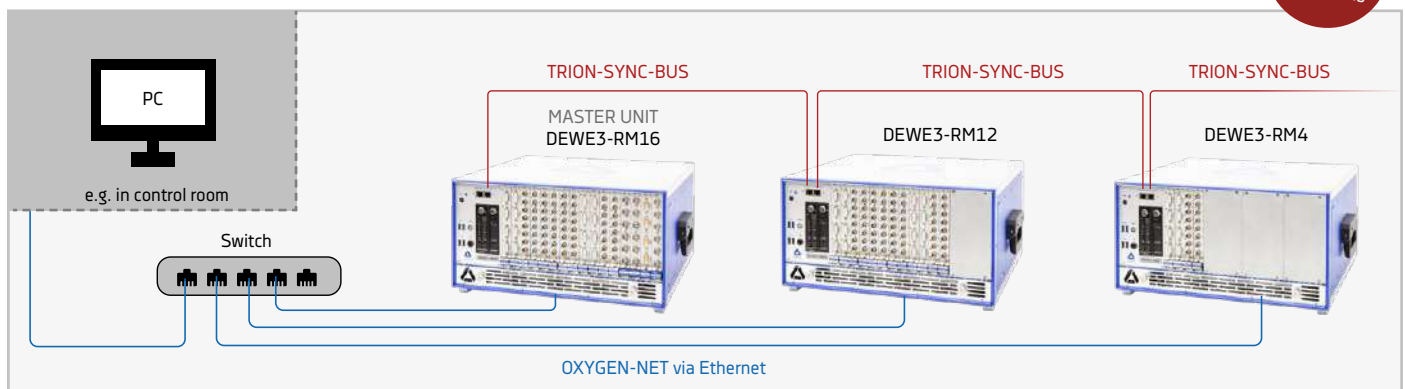 TRION-SYNC-BUS
TRION-SYNC-BUS
TRION-SYNC-BUS
PC
MASTER UNIT
DEWE3-RM16
DEWE3-RM12
DEWE3-RM4
e.g. in control room
Switch
OXYGEN-NET via Ethernet